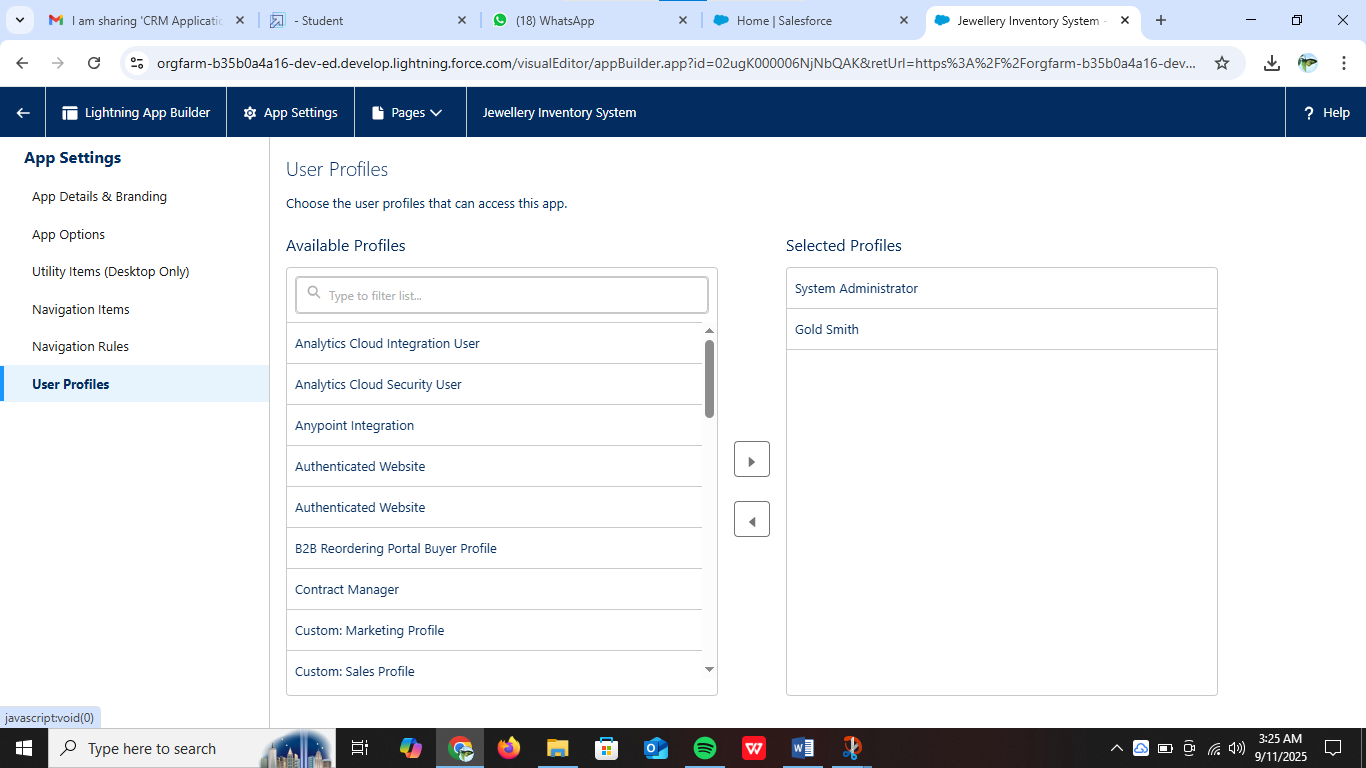 I am sharing 'CRM Applicatio
- Student
(18) WhatsApp
Home | Salesforce
Jewellery Inventory System -
orgfarm-b35b0a4a16-dev-ed.develop.lightning.force.com/visualEditor/appBuilder.app?id=02ugK000006NjNbQAK&retUrl=https%3A%2F%2Forgfarm-b35b0a4a16-dev...
Lightning App Builder
App Settings
Pages
Jewellery Inventory System
? Help
App Settings
App Details & Branding
App Options
Utility Items (Desktop Only)
Navigation Items
Navigation Rules
User Profiles
User Profiles
Choose the user profiles that can access this app.
Available Profiles
Type to filter list...
Analytics Cloud Integration User
Analytics Cloud Security User
Anypoint Integration
Authenticated Website
Authenticated Website
B2B Reordering Portal Buyer Profile
Contract Manager
Custom: Marketing Profile
Custom: Sales Profile
Selected Profiles
System Administrator
Gold Smith
javascript:void(0)
Type here to search
3:25 AM
9/11/2025